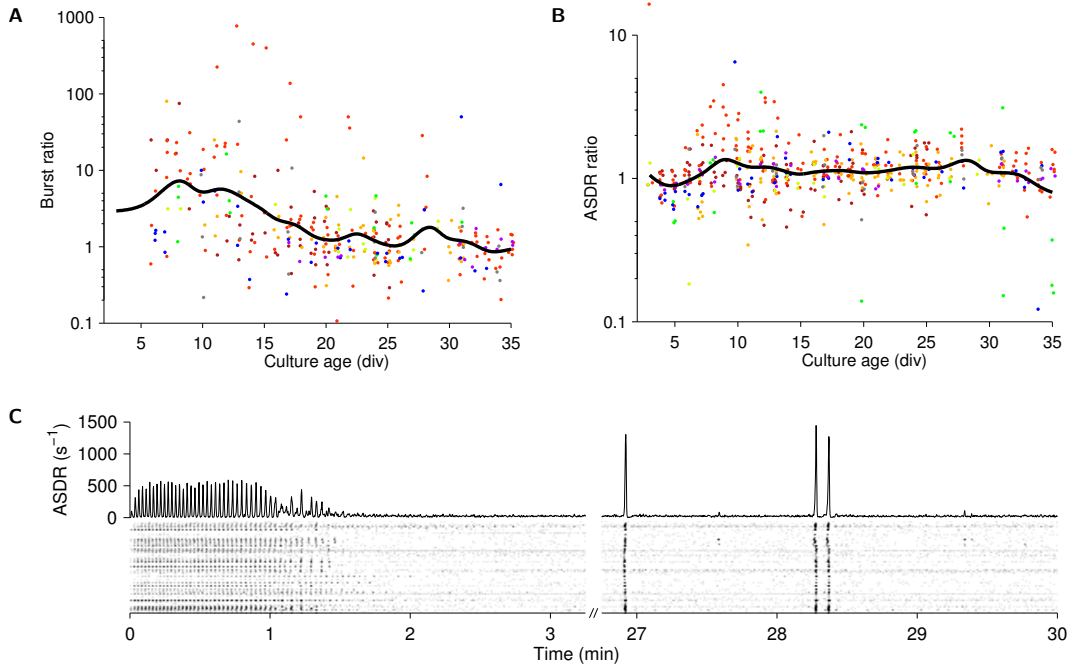 A
1000
100
10
1
0.1
Burst ratio
5 10 15 20 25 30 35
Culture age (div)
B
10
1
0.1
ASDR ratio
5 10 15 20 25 30 35
Culture age (div)
C
1500
1000
500
0
ASDR (s⁻¹)
0 1 2 3 // 27 28 29 30
Time (min)